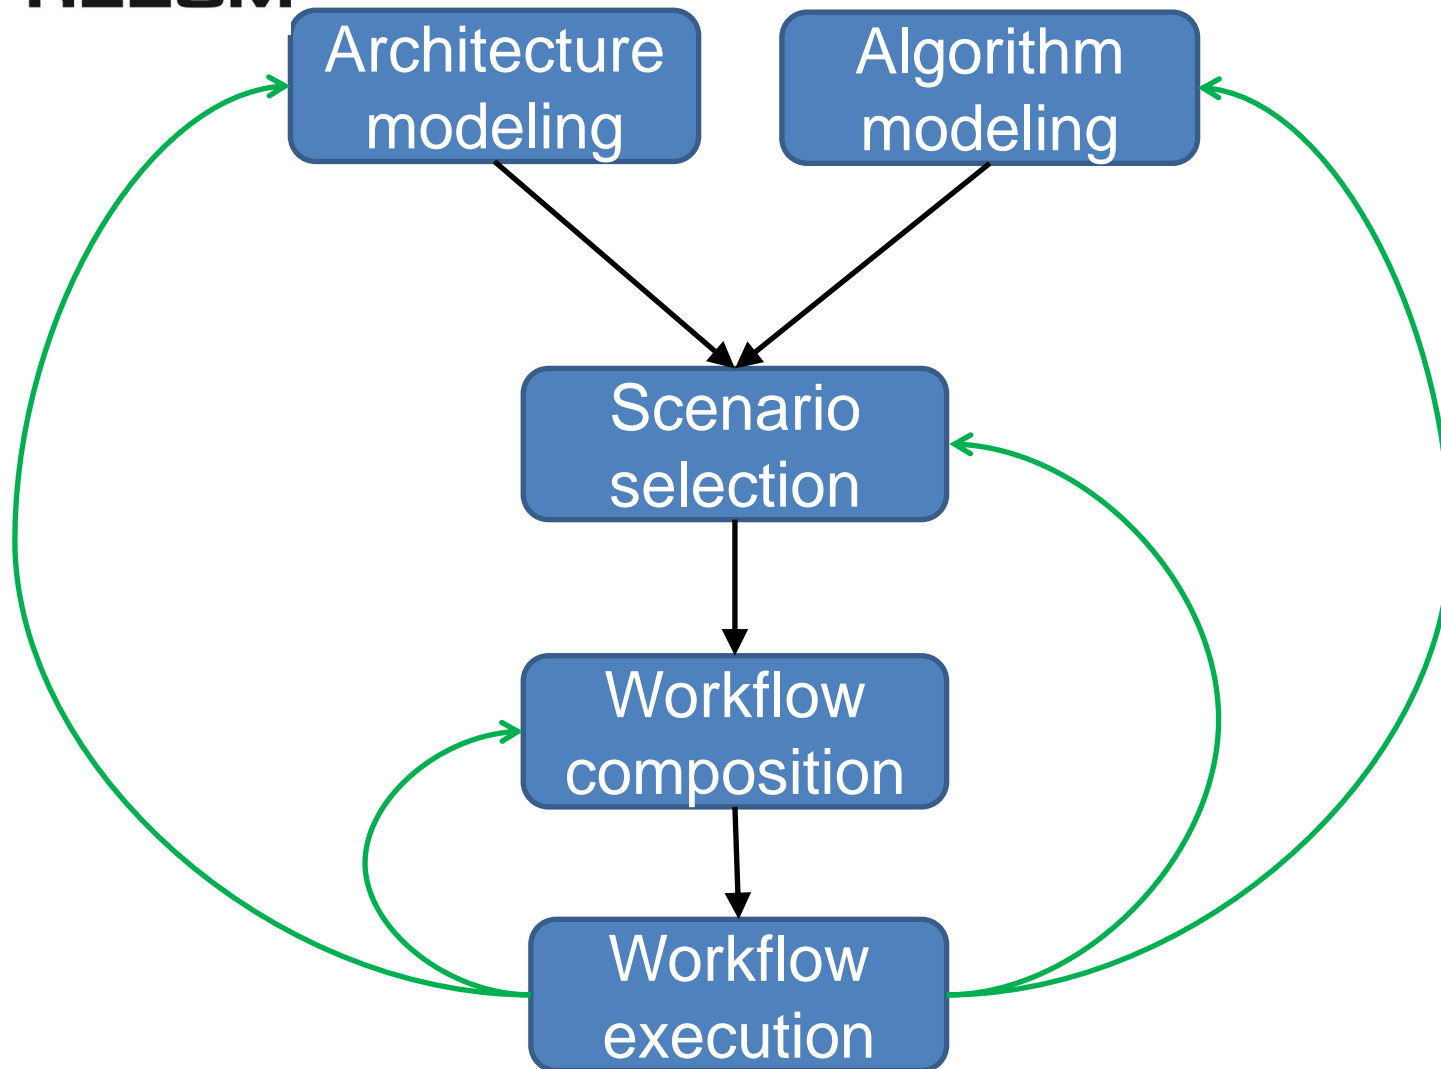 Architecture
modeling
Algorithm
modeling
Scenario
selection
Workflow
composition
Workflow
execution